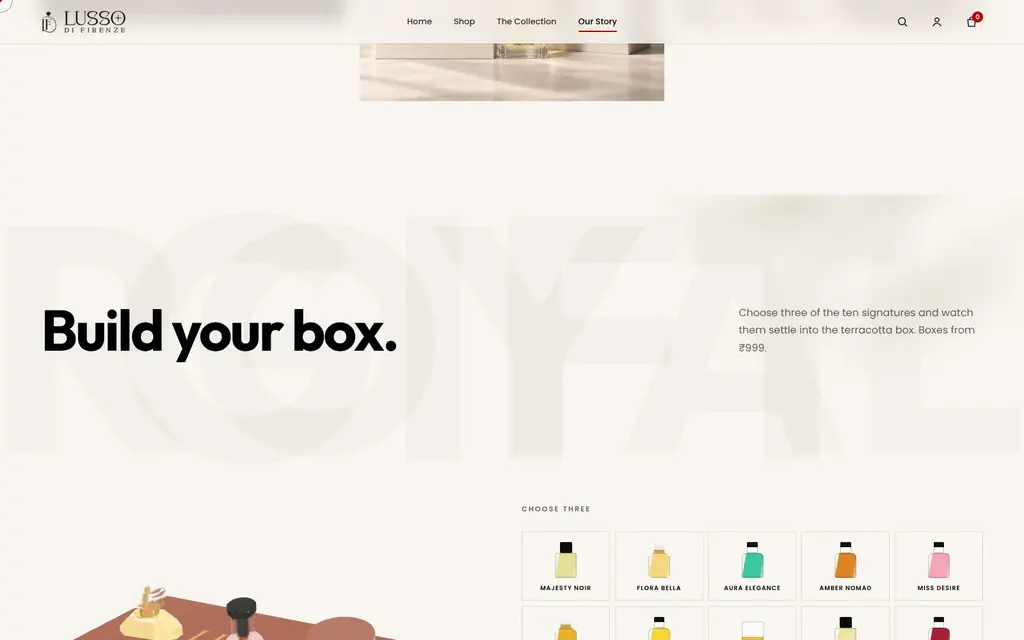 LUSSO
DI FIRENZE
Home
Shop
The Collection
Our Story
0
ROYAL
Build your box.
Choose three of the ten signatures and watch
them settle into the terracotta box. Boxes from
₹999.
CHOOSE THREE
MAJESTY NOIR
FLORA BELLA
AURA ELEGANCE
AMBER NOMAD
MISS DESIRE